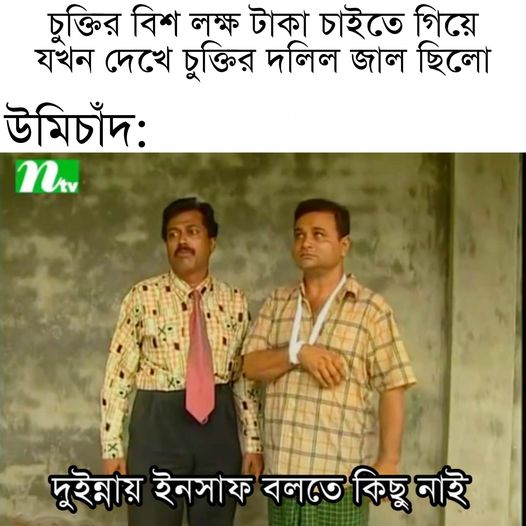 চুক্তির বিশ লক্ষ টাকা চাইতে গিয়ে
যখন দেখে চুক্তির দলিল জাল ছিলো
উমিচাঁদ:
ntv
দুইন্নায় ইনসাফ বলতে কিছু নাই